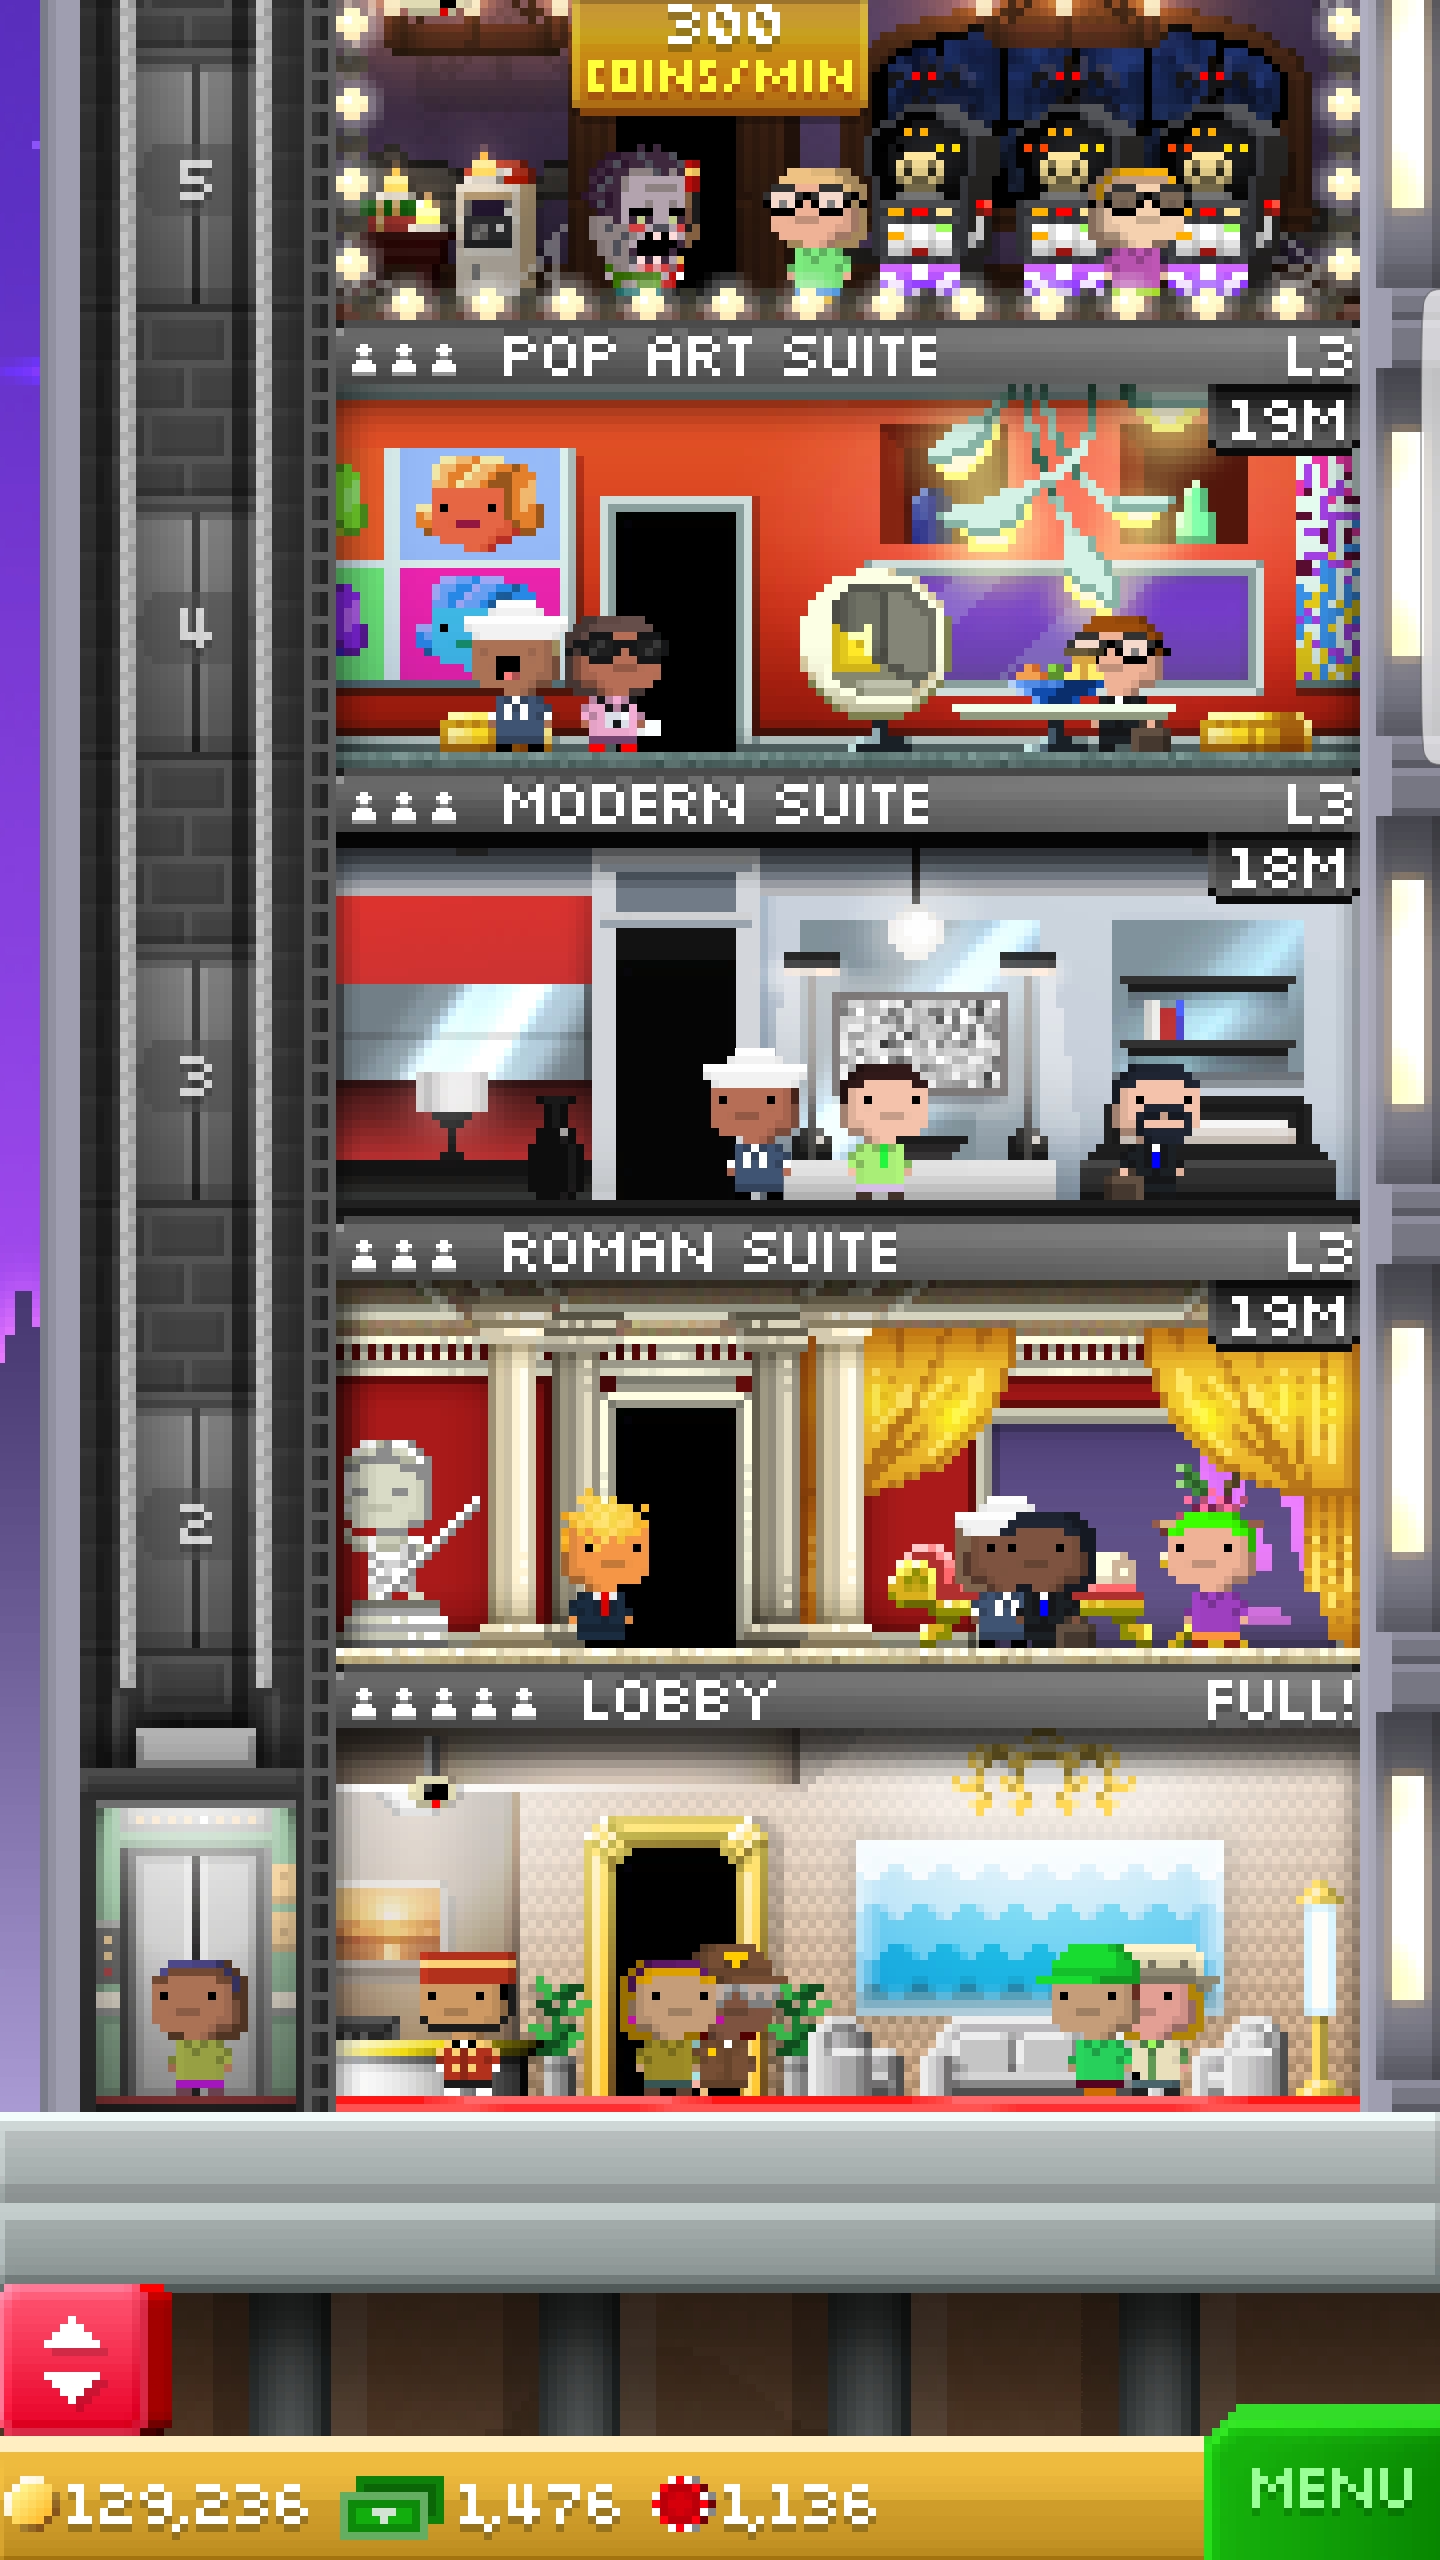 300
COINS/MIN
5
POP ART SUITE L3
19M
4
MODERN SUITE L3
18M
3
ROMAN SUITE L3
19M
2
LOBBY FULL!
129,236 1,476 1,136
MENU